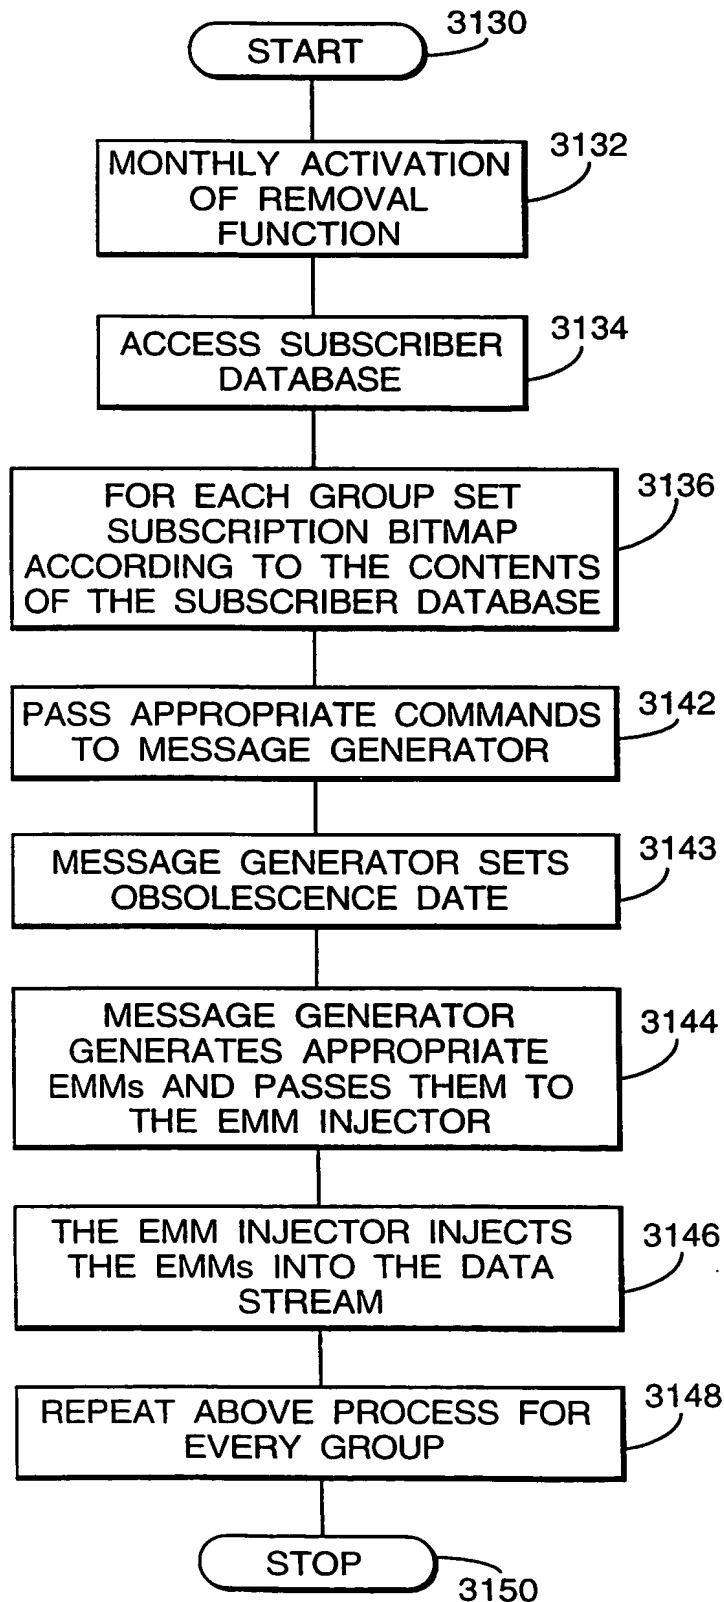 START
3130
MONTHLY ACTIVATION
OF REMOVAL
FUNCTION
3132
ACCESS SUBSCRIBER
DATABASE
3134
FOR EACH GROUP SET
SUBSCRIPTION BITMAP
ACCORDING TO THE CONTENTS
OF THE SUBSCRIBER DATABASE
3136
PASS APPROPRIATE COMMANDS
TO MESSAGE GENERATOR
3142
MESSAGE GENERATOR SETS
OBSOLESCENCE DATE
3143
MESSAGE GENERATOR
GENERATES APPROPRIATE
EMMs AND PASSES THEM TO
THE EMM INJECTOR
3144
THE EMM INJECTOR INJECTS
THE EMMs INTO THE DATA
STREAM
3146
REPEAT ABOVE PROCESS FOR
EVERY GROUP
3148
STOP
3150